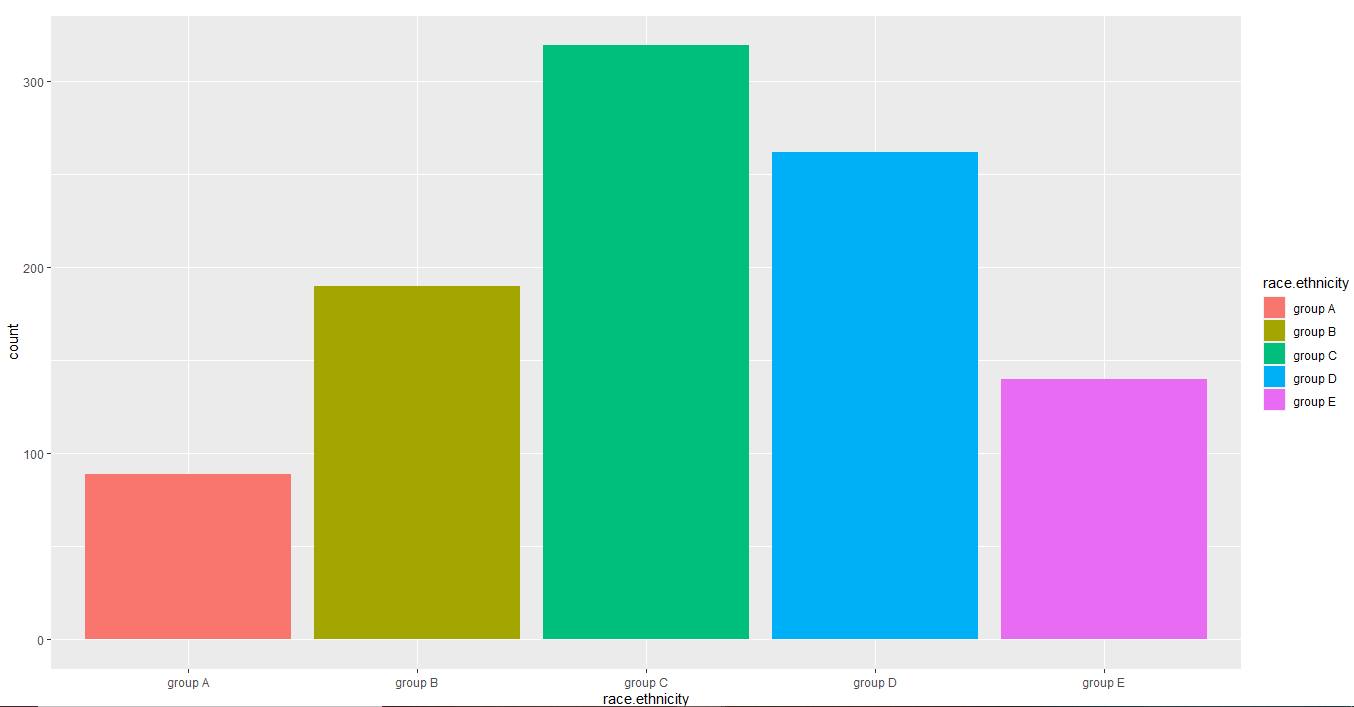 300
200
100
0
count
group A
group B
group C
group D
group E
race.ethnicity
race.ethnicity
group A
group B
group C
group D
group E